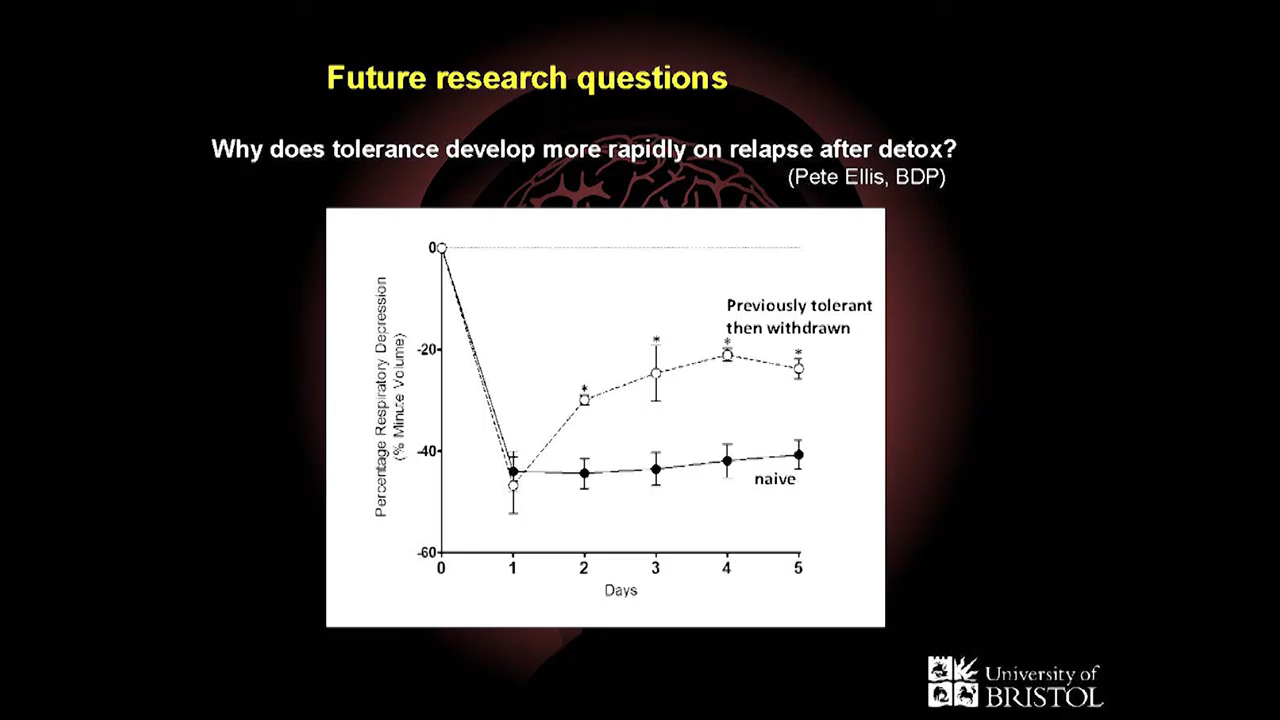 Future research questions
Why does tolerance develop more rapidly on relapse after detox?
(Pete Ellis, BDP)
0
-20
-40
-60
Percentage Respiratory Depression
(% Minute Volume)
Previously tolerant
then withdrawn
*
*
*
*
naive
0 1 2 3 4 5
Days
University of
BRISTOL